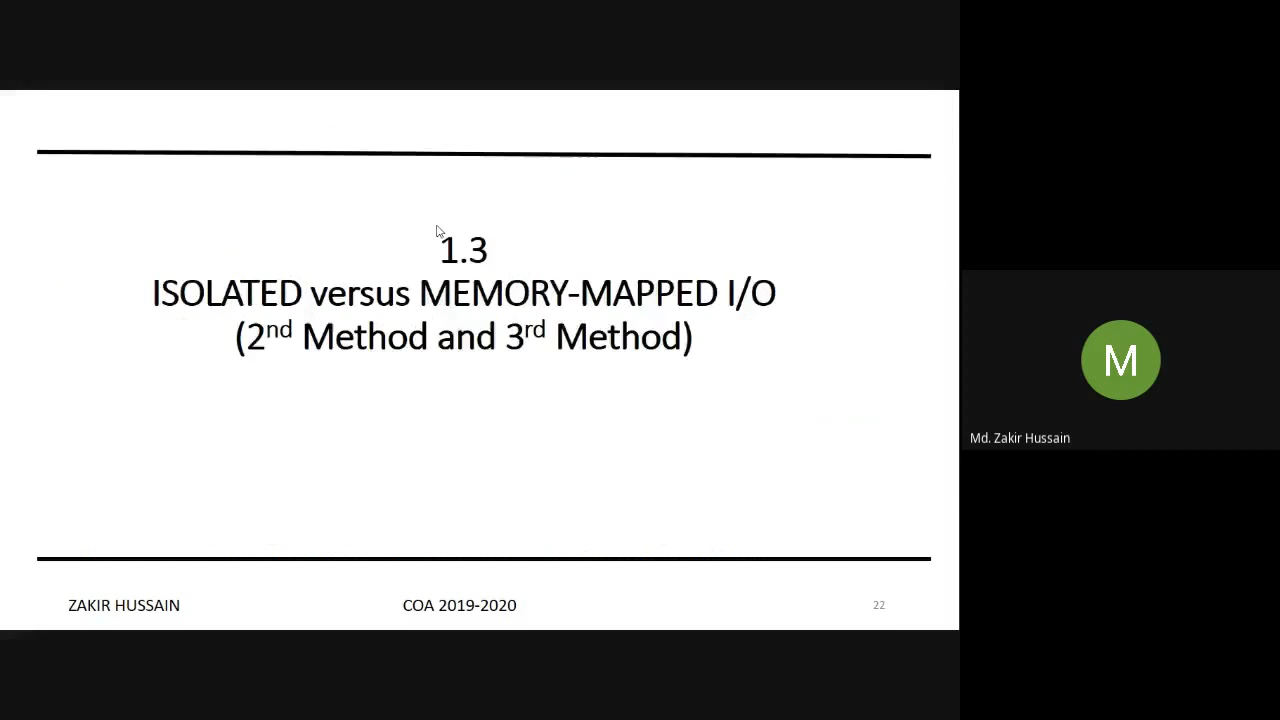 1.3
ISOLATED versus MEMORY-MAPPED I/O
(2nd Method and 3rd Method)
ZAKIR HUSSAIN
COA 2019-2020
22
M
Md. Zakir Hussain